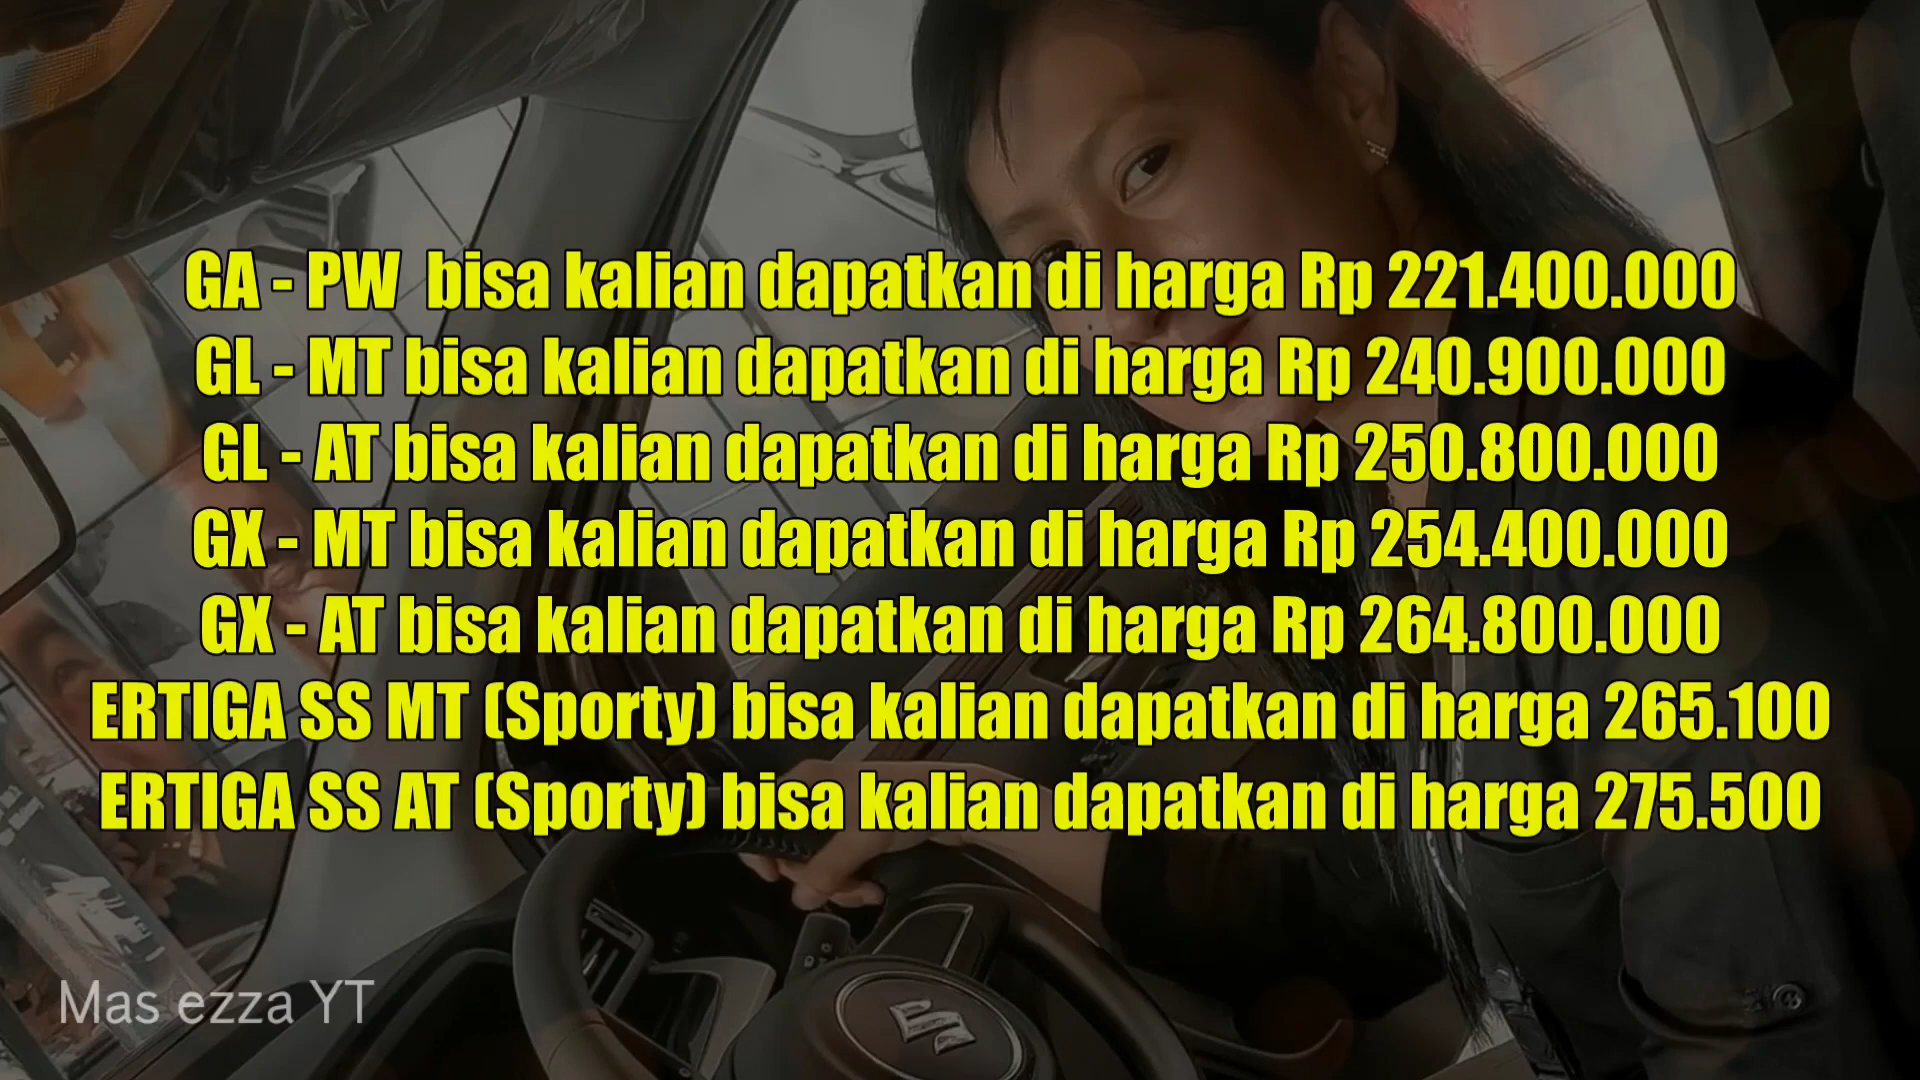 GA - PW bisa kalian dapatkan di harga Rp 221.400.000
GL - MT bisa kalian dapatkan di harga Rp 240.900.000
GL - AT bisa kalian dapatkan di harga Rp 250.800.000
GX - MT bisa kalian dapatkan di harga Rp 254.400.000
GX - AT bisa kalian dapatkan di harga Rp 264.800.000
ERTIGA SS MT (Sporty) bisa kalian dapatkan di harga 265.100
ERTIGA SS AT (Sporty) bisa kalian dapatkan di harga 275.500
Mas ezza YT